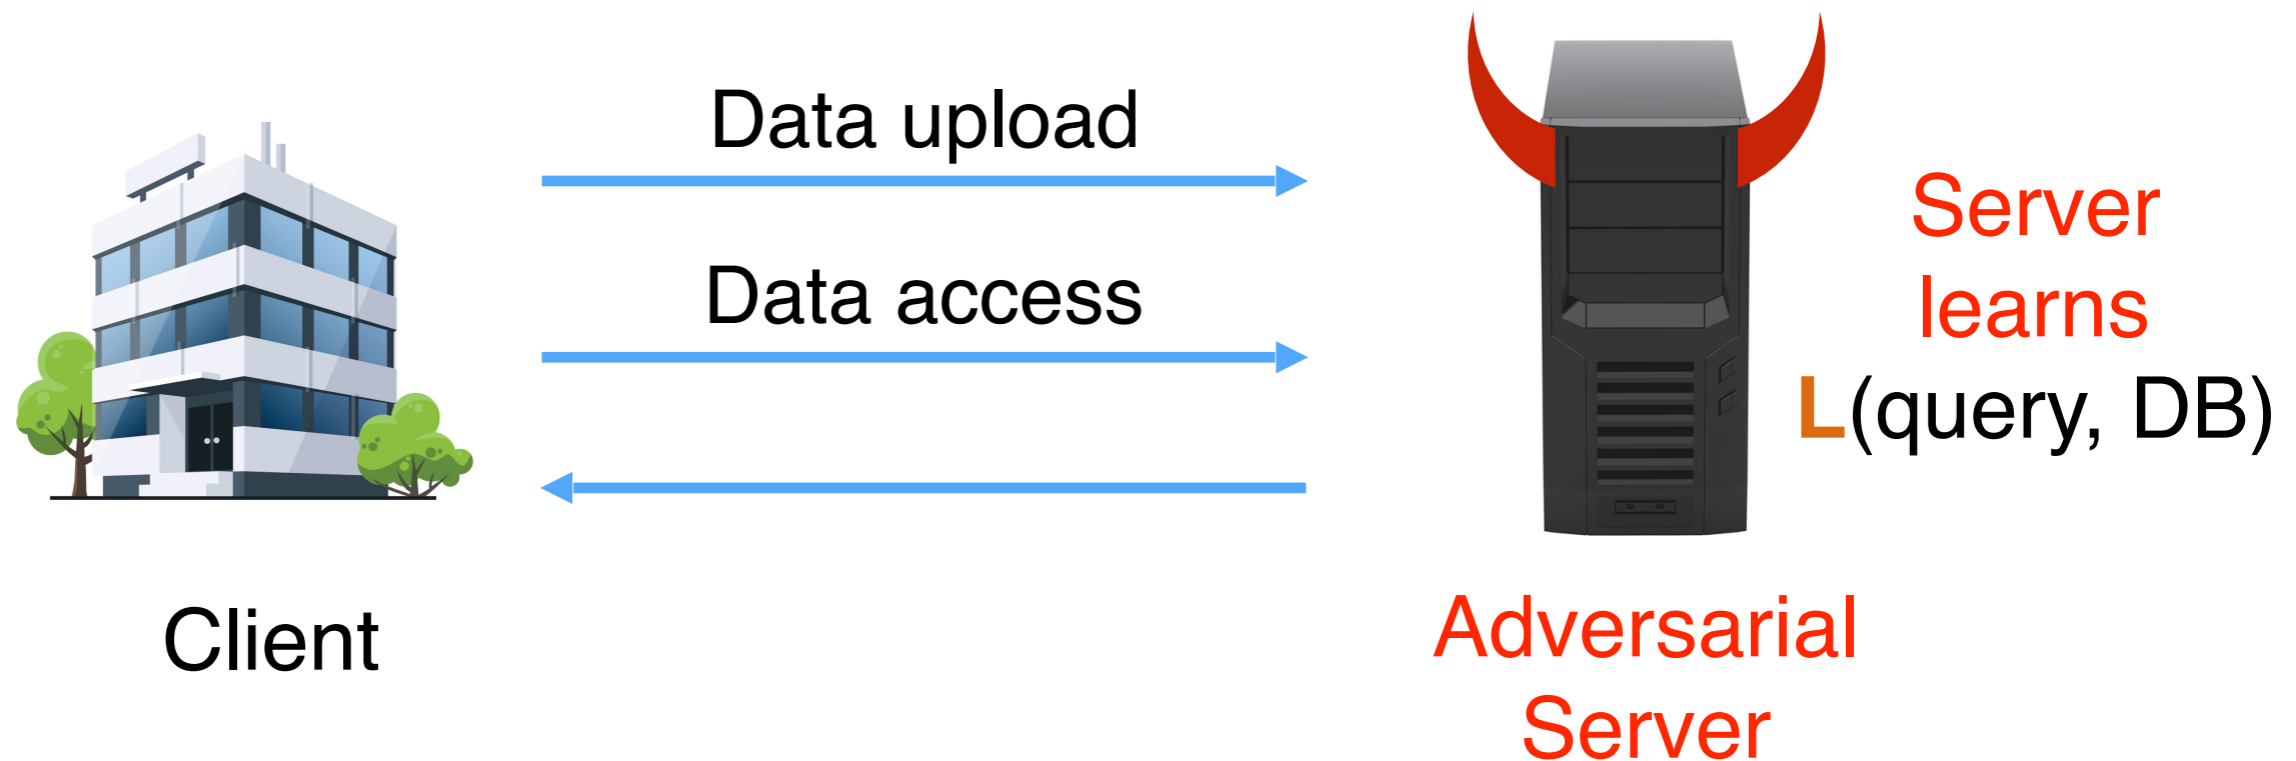 Data upload
Data access
Server
learns
L(query, DB)
Client
Adversarial
Server